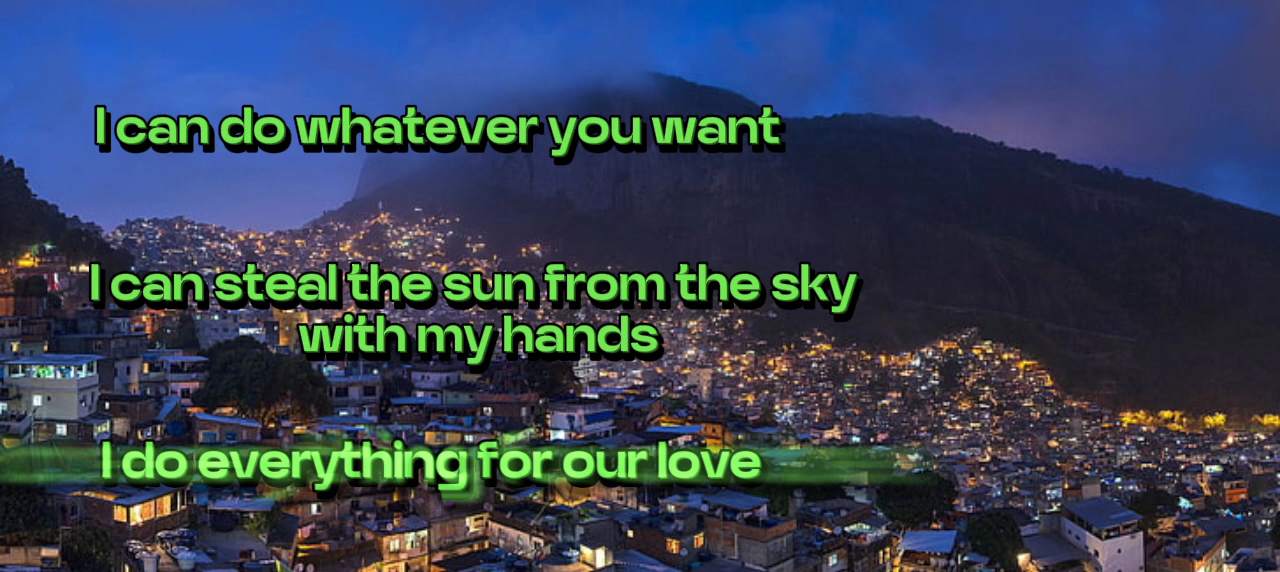 I can do whatever you want
I can steal the sun from the sky
with my hands
I do everything for our love